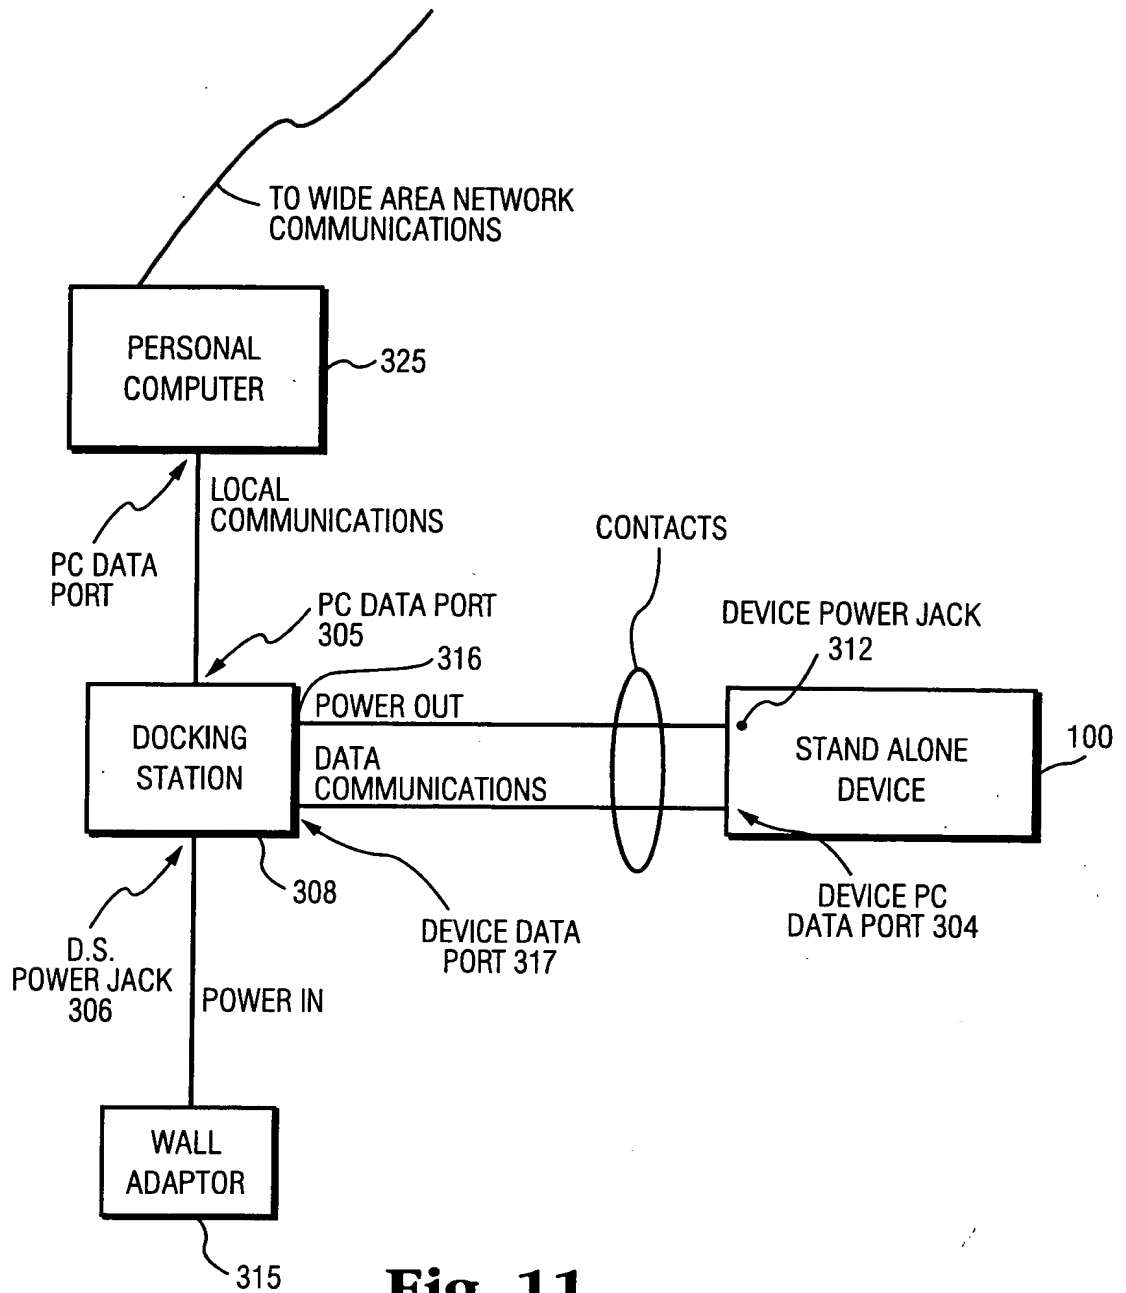 TO WIDE AREA NETWORK
COMMUNICATIONS
PERSONAL
COMPUTER
325
LOCAL
COMMUNICATIONS
PC DATA
PORT
CONTACTS
PC DATA PORT
305
316
DEVICE POWER JACK
312
POWER OUT
DOCKING
STATION
DATA
COMMUNICATIONS
STAND ALONE
DEVICE
100
308
DEVICE DATA
PORT 317
DEVICE PC
DATA PORT 304
D.S.
POWER JACK
306
POWER IN
WALL
ADAPTOR
315
Fig. 11